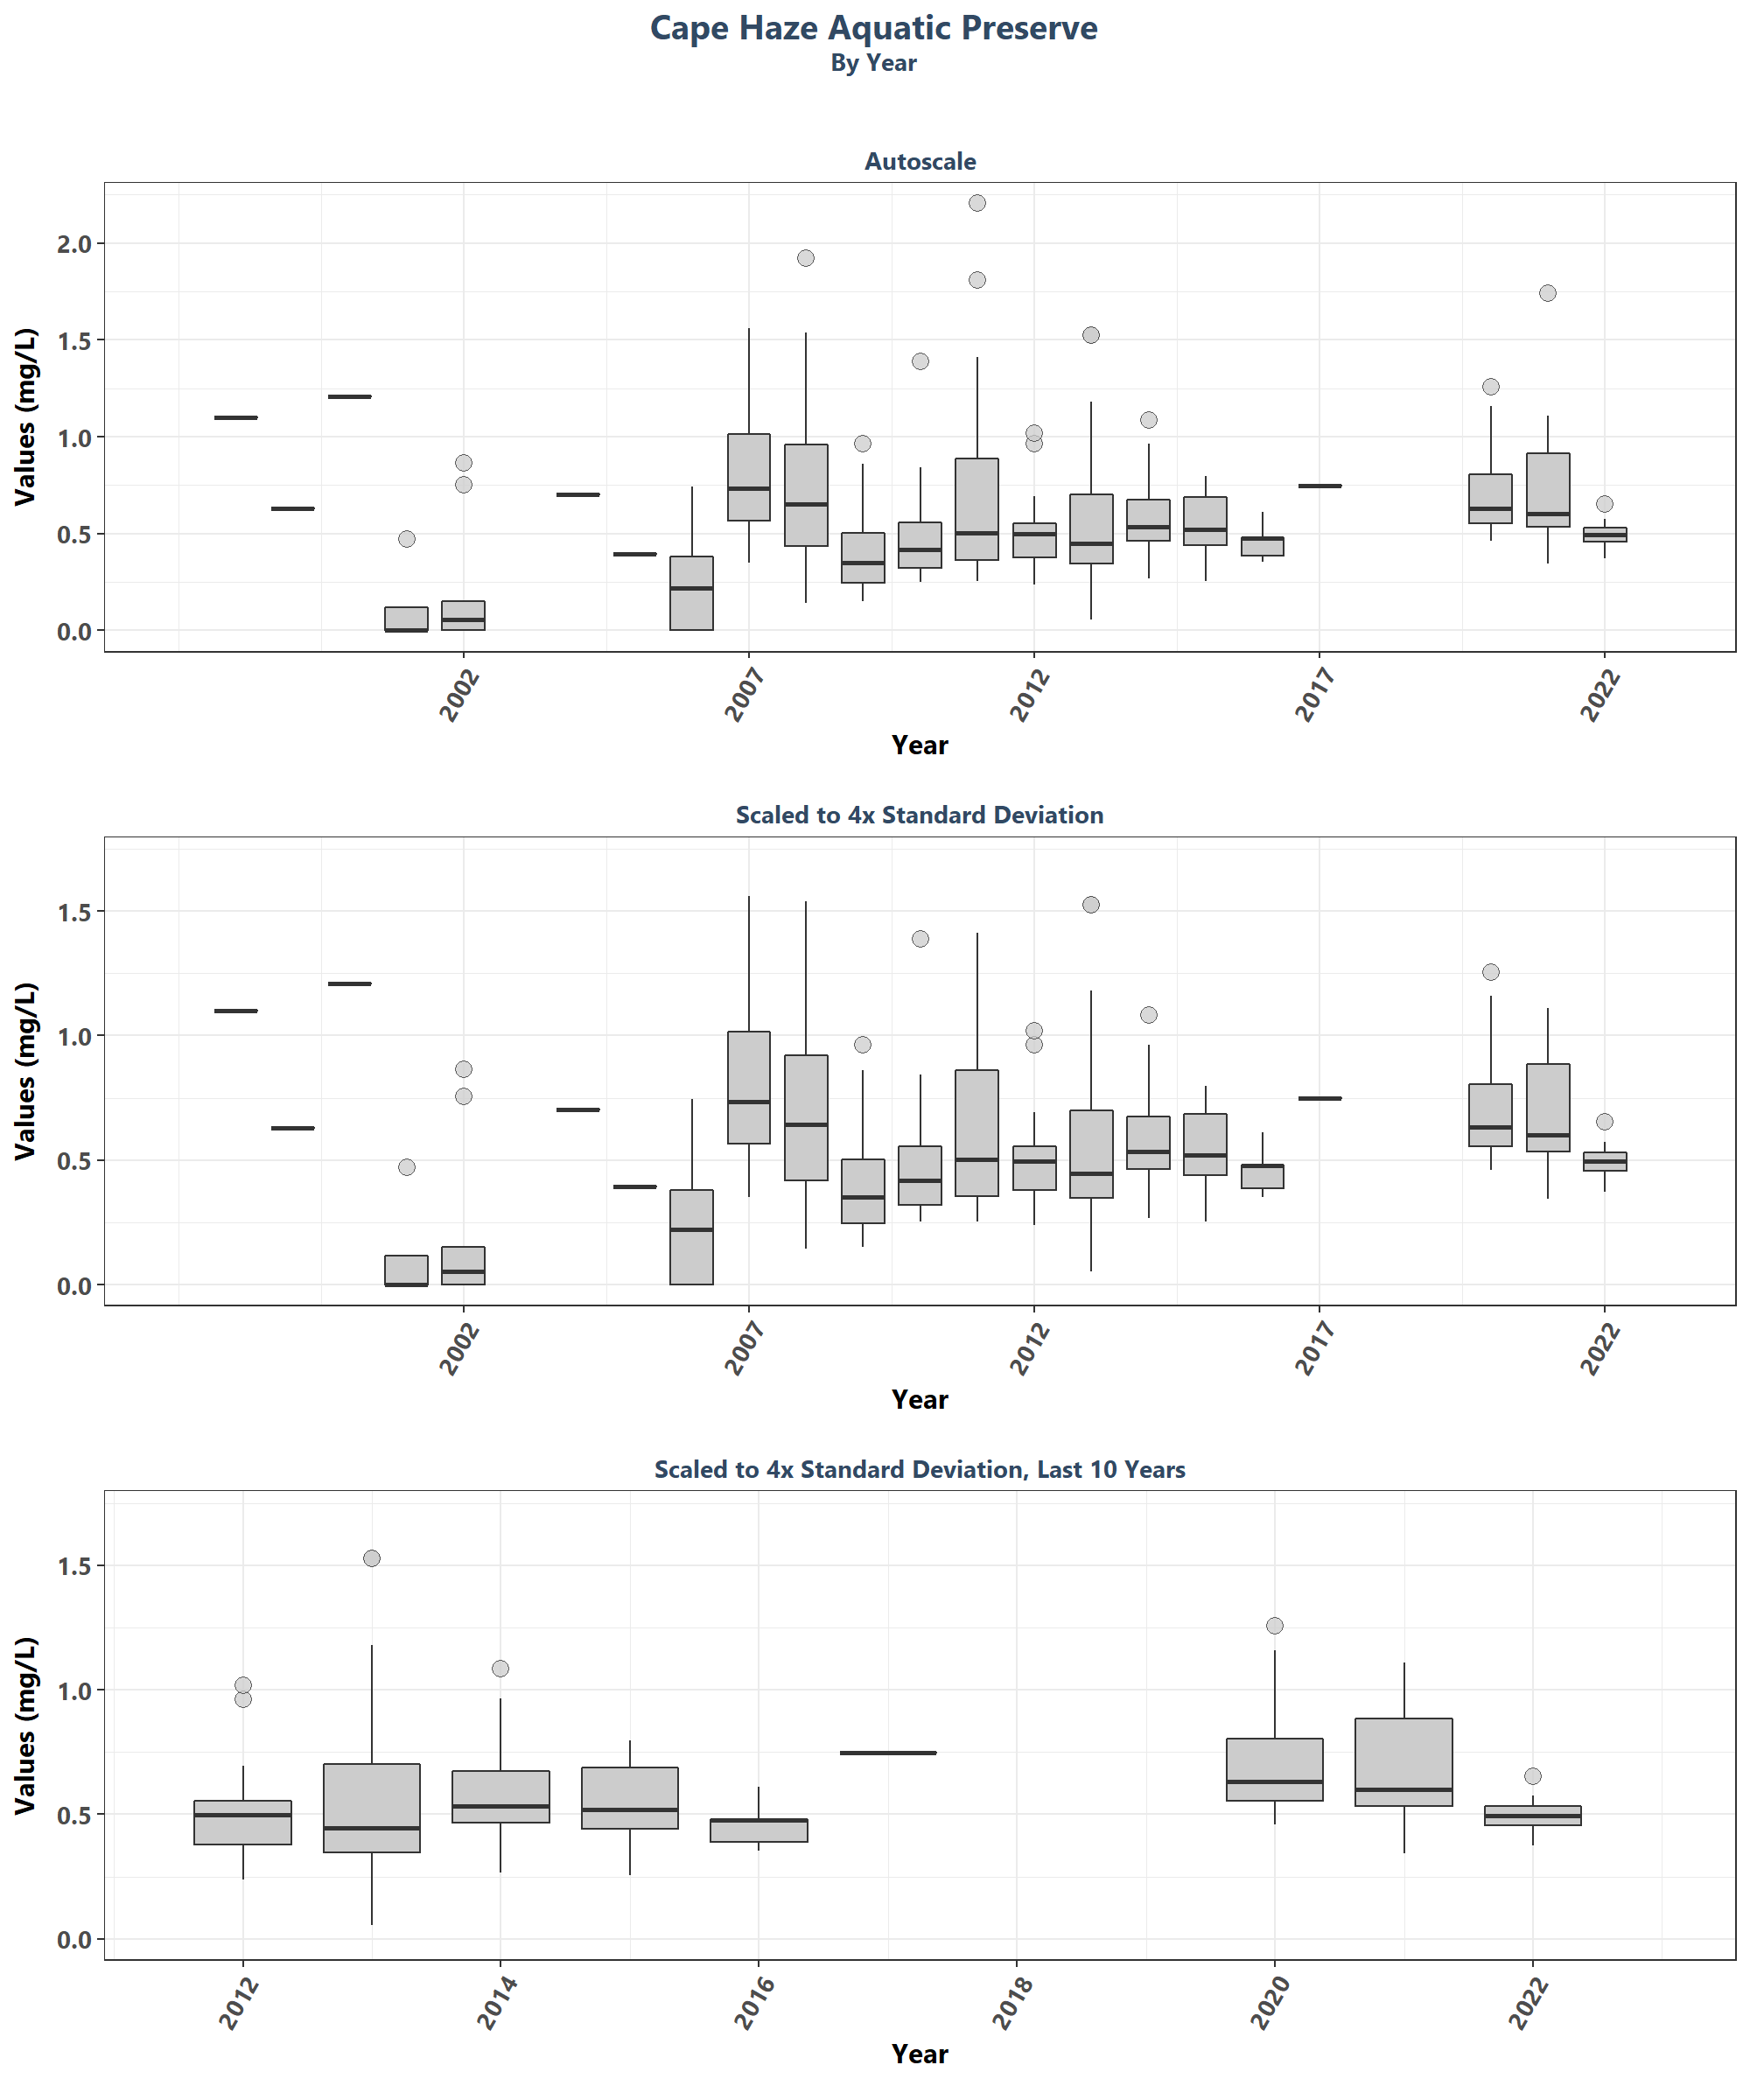 Cape Haze Aquatic Preserve
By Year
Autoscale
Values (mg/L)
2.0
1.5
1.0
0.5
0.0
2002 2007 2012 2017 2022
Year
Scaled to 4x Standard Deviation
Values (mg/L)
1.5
1.0
0.5
0.0
2002 2007 2012 2017 2022
Year
Scaled to 4x Standard Deviation, Last 10 Years
Values (mg/L)
1.5
1.0
0.5
0.0
2012 2014 2016 2018 2020 2022
Year